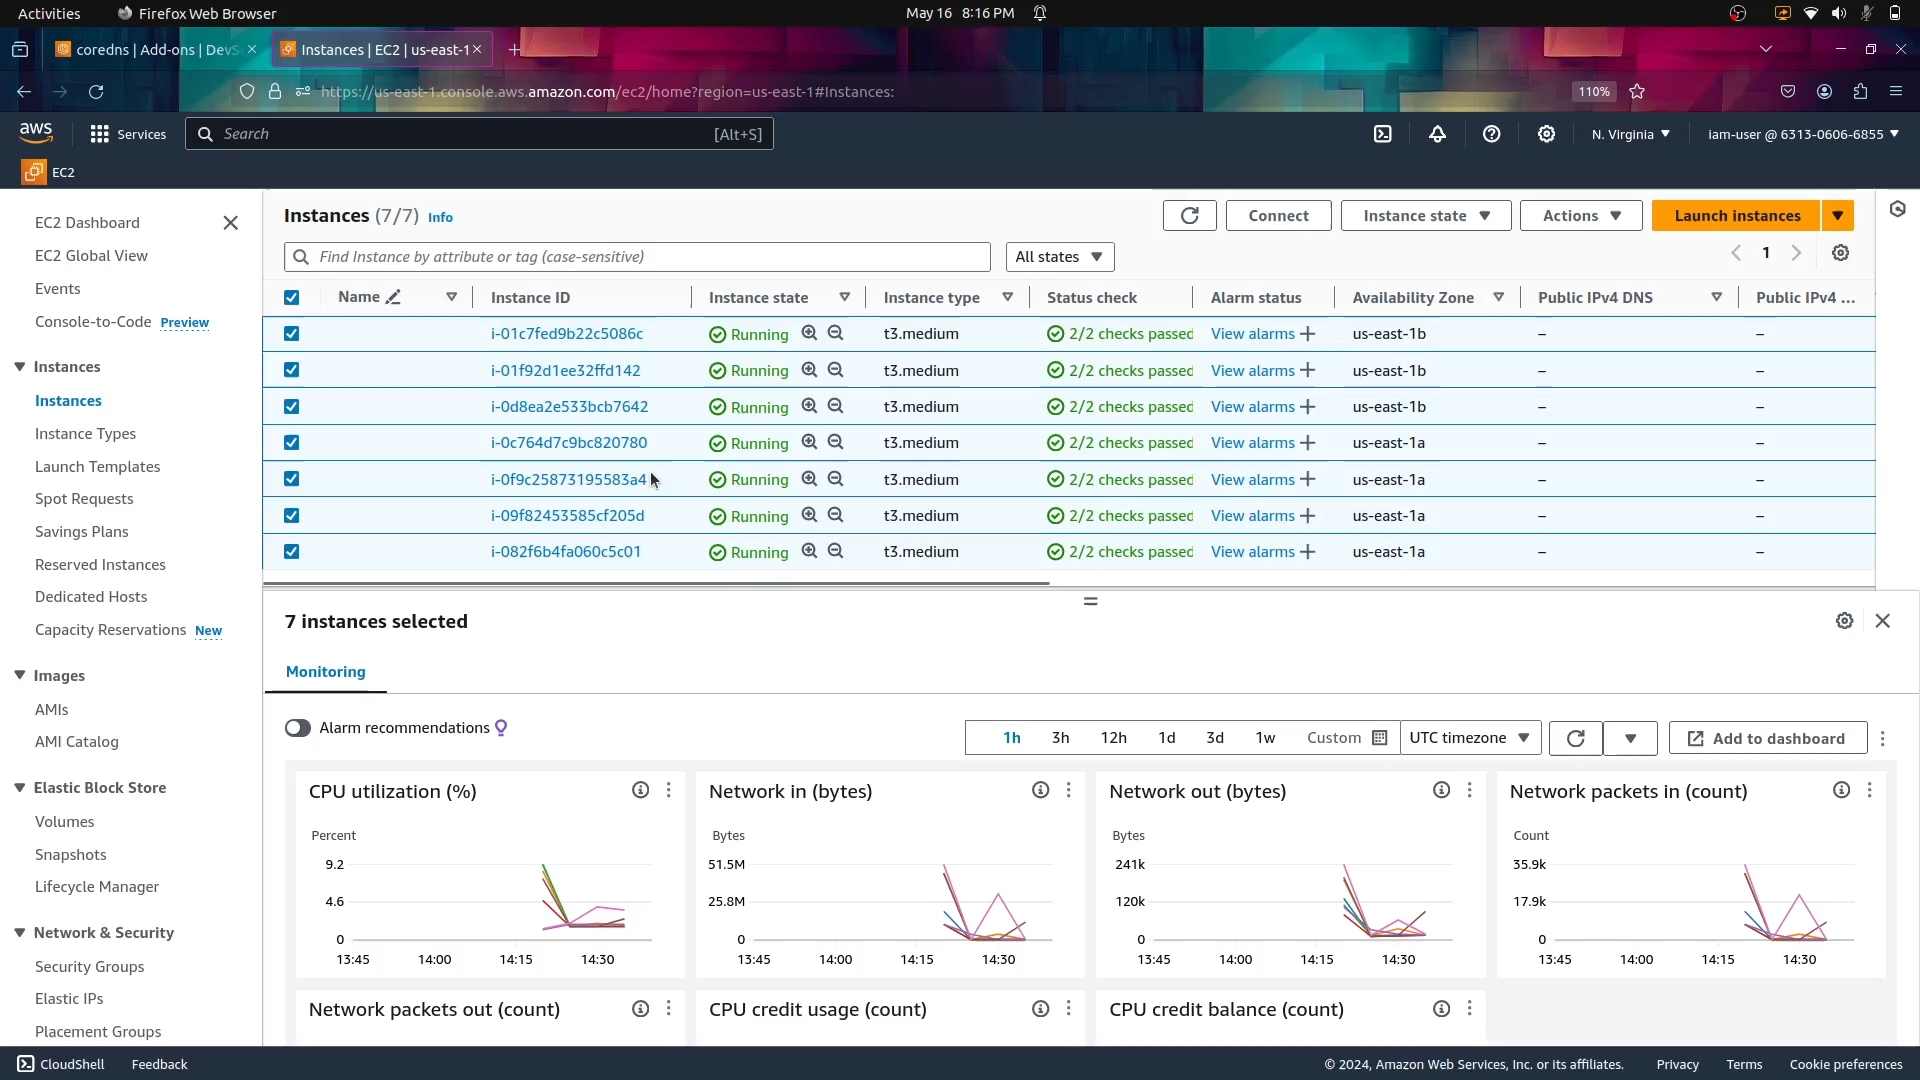 Activities
Firefox Web Browser
May 16 8:16 PM
coredns | Add-ons | DevS
Instances | EC2 | us-east-1
https://us-east-1.console.aws.amazon.com/ec2/home?region=us-east-1#Instances:
110%
aws
Services
Search
[Alt+S]
N. Virginia
iam-user @ 6313-0606-6855
EC2
EC2 Dashboard
EC2 Global View
Events
Console-to-Code Preview
Instances
Instances
Instance Types
Launch Templates
Spot Requests
Savings Plans
Reserved Instances
Dedicated Hosts
Capacity Reservations New
Images
AMIs
AMI Catalog
Elastic Block Store
Volumes
Snapshots
Lifecycle Manager
Network & Security
Security Groups
Elastic IPs
Placement Groups
Instances (7/7) Info
Connect
Instance state
Actions
Launch instances
Find Instance by attribute or tag (case-sensitive)
All states
1
Name Instance ID Instance state Instance type Status check Alarm status Availability Zone Public IPv4 DNS Public IPv4 ...
i-01c7fed9b22c5086c Running t3.medium 2/2 checks passed View alarms + us-east-1b – –
i-01f92d1ee32ffd142 Running t3.medium 2/2 checks passed View alarms + us-east-1b – –
i-0d8ea2e533bcb7642 Running t3.medium 2/2 checks passed View alarms + us-east-1b – –
i-0c764d7c9bc820780 Running t3.medium 2/2 checks passed View alarms + us-east-1a – –
i-0f9c25873195583a4 Running t3.medium 2/2 checks passed View alarms + us-east-1a – –
i-09f82453585cf205d Running t3.medium 2/2 checks passed View alarms + us-east-1a – –
i-082f6b4fa060c5c01 Running t3.medium 2/2 checks passed View alarms + us-east-1a – –
7 instances selected
Monitoring
Alarm recommendations
1h 3h 12h 1d 3d 1w Custom UTC timezone
Add to dashboard
CPU utilization (%)
Percent
9.2
4.6
0
13:45 14:00 14:15 14:30
Network in (bytes)
Bytes
51.5M
25.8M
0
13:45 14:00 14:15 14:30
Network out (bytes)
Bytes
241k
120k
0
13:45 14:00 14:15 14:30
Network packets in (count)
Count
35.9k
17.9k
0
13:45 14:00 14:15 14:30
Network packets out (count)
CPU credit usage (count)
CPU credit balance (count)
CloudShell
Feedback
© 2024, Amazon Web Services, Inc. or its affiliates.
Privacy
Terms
Cookie preferences